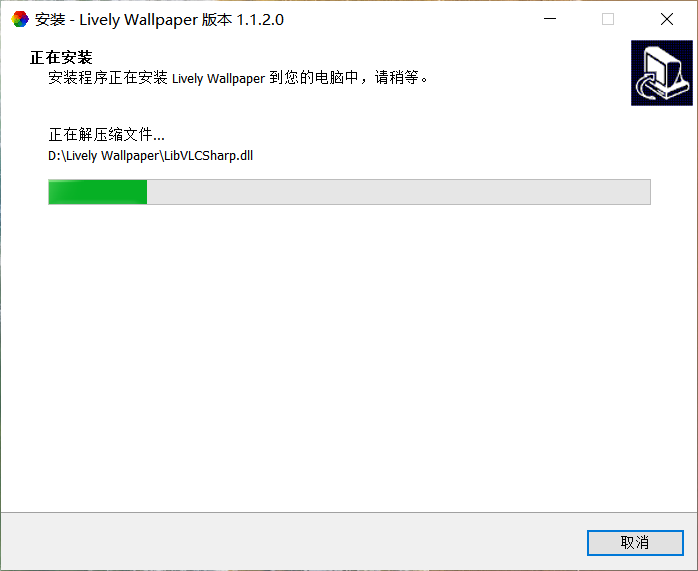 安装 - Lively Wallpaper 版本 1.1.2.0
正在安装
安装程序正在安装 Lively Wallpaper 到您的电脑中，请稍等。
正在解压缩文件...
D:\Lively Wallpaper\LibVLCSharp.dll
取消